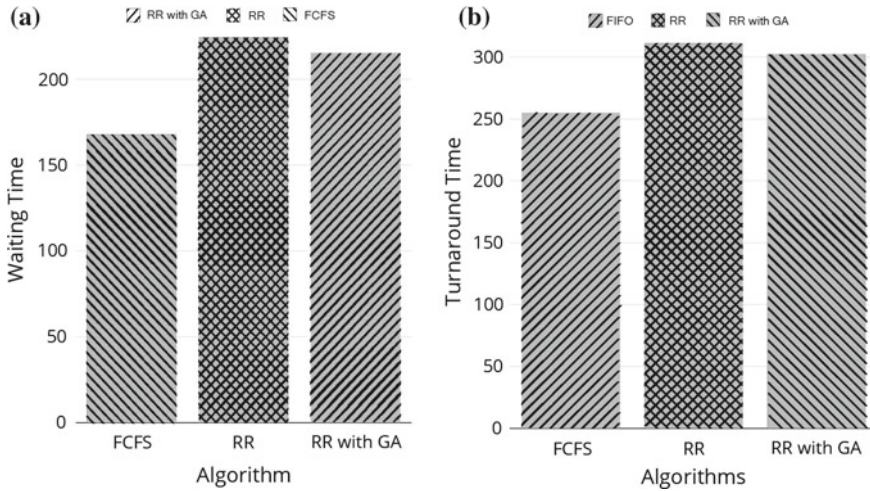 (a)
RR with GA RR FCFS
Waiting Time
200
150
100
50
0
FCFS RR RR with GA
Algorithm
(b)
FIFO RR RR with GA
Turnaround Time
300
250
200
150
100
50
0
FCFS RR RR with GA
Algorithms